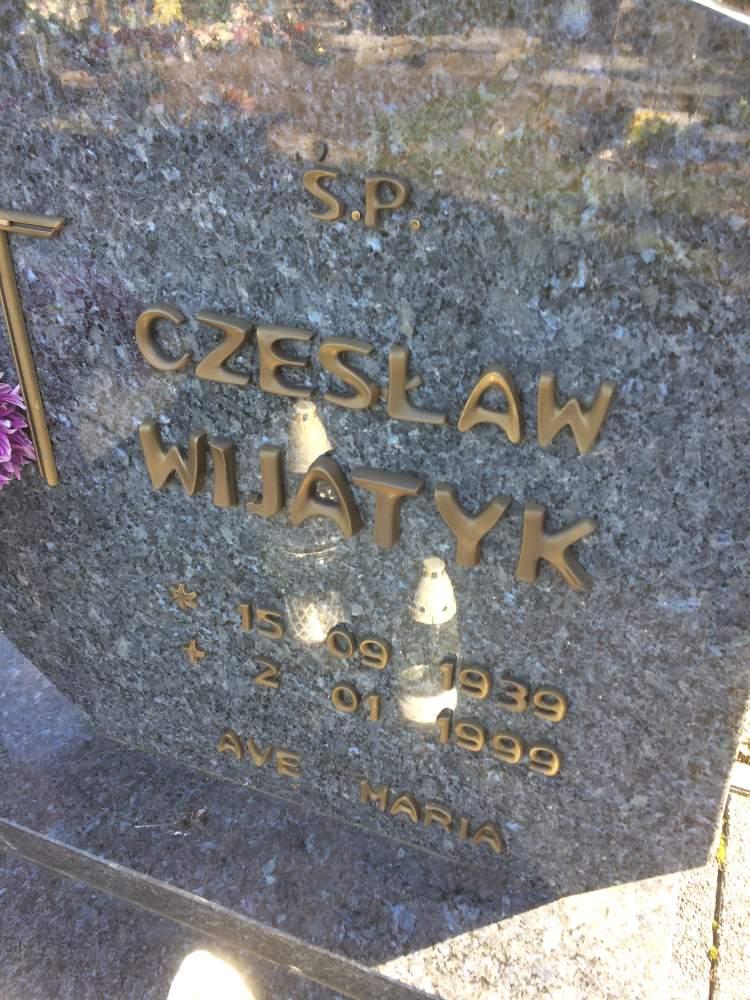 Ś.P.
CZESŁAW
WIJATYK
* 15 09 1939
+ 2 01 1999
AVE MARIA